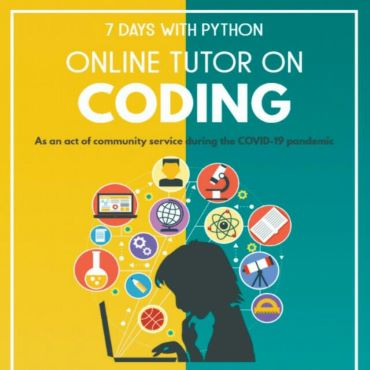 7 DAYS WITH PYTHON
ONLINE TUTOR ON
CODING
As an act of community service during the COVID-19 pandemic